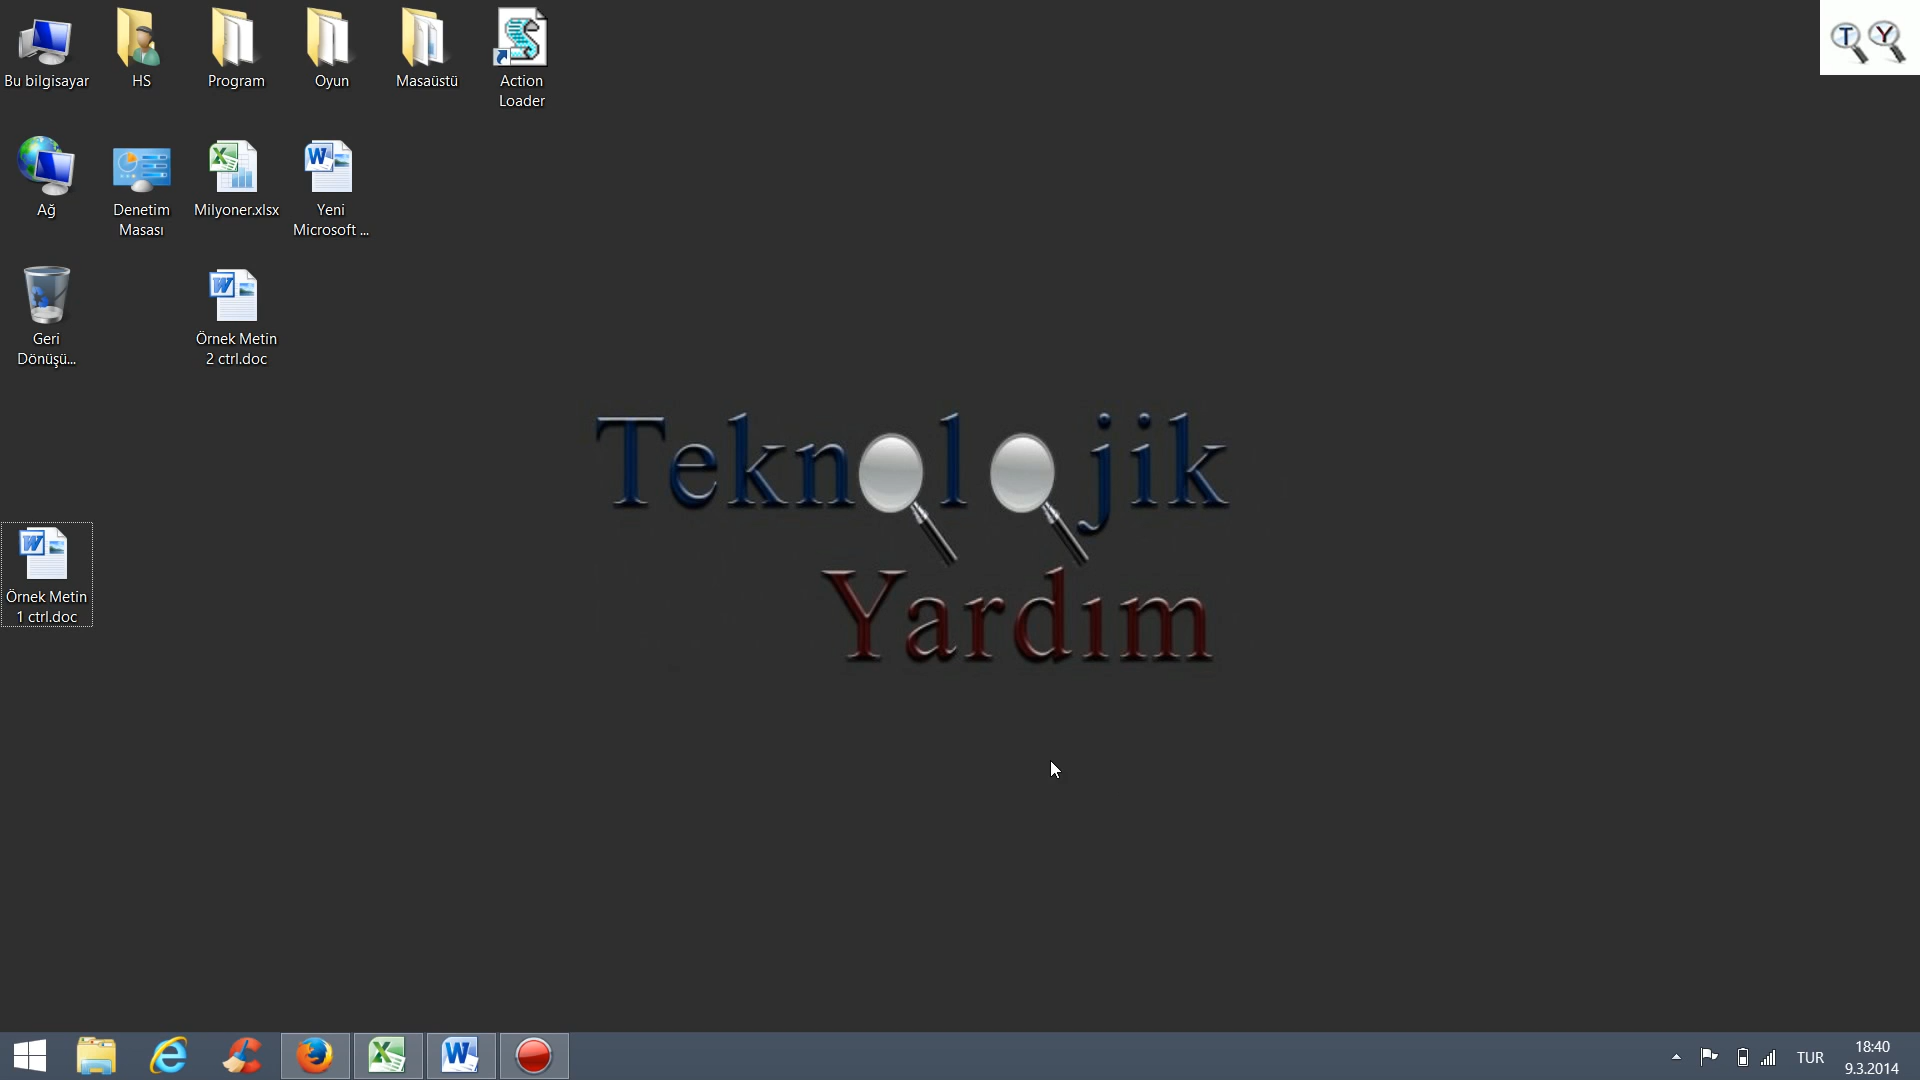 Bu bilgisayar
HS
Program
Oyun
Masaüstü
Action
Loader
T Y
Ağ
Denetim
Masası
Milyoner.xlsx
Yeni
Microsoft ...
Geri
Dönüşü...
Örnek Metin
2 ctrl.doc
Teknolojik
Yardım
Örnek Metin
1 ctrl.doc
TUR
18:40
9.3.2014